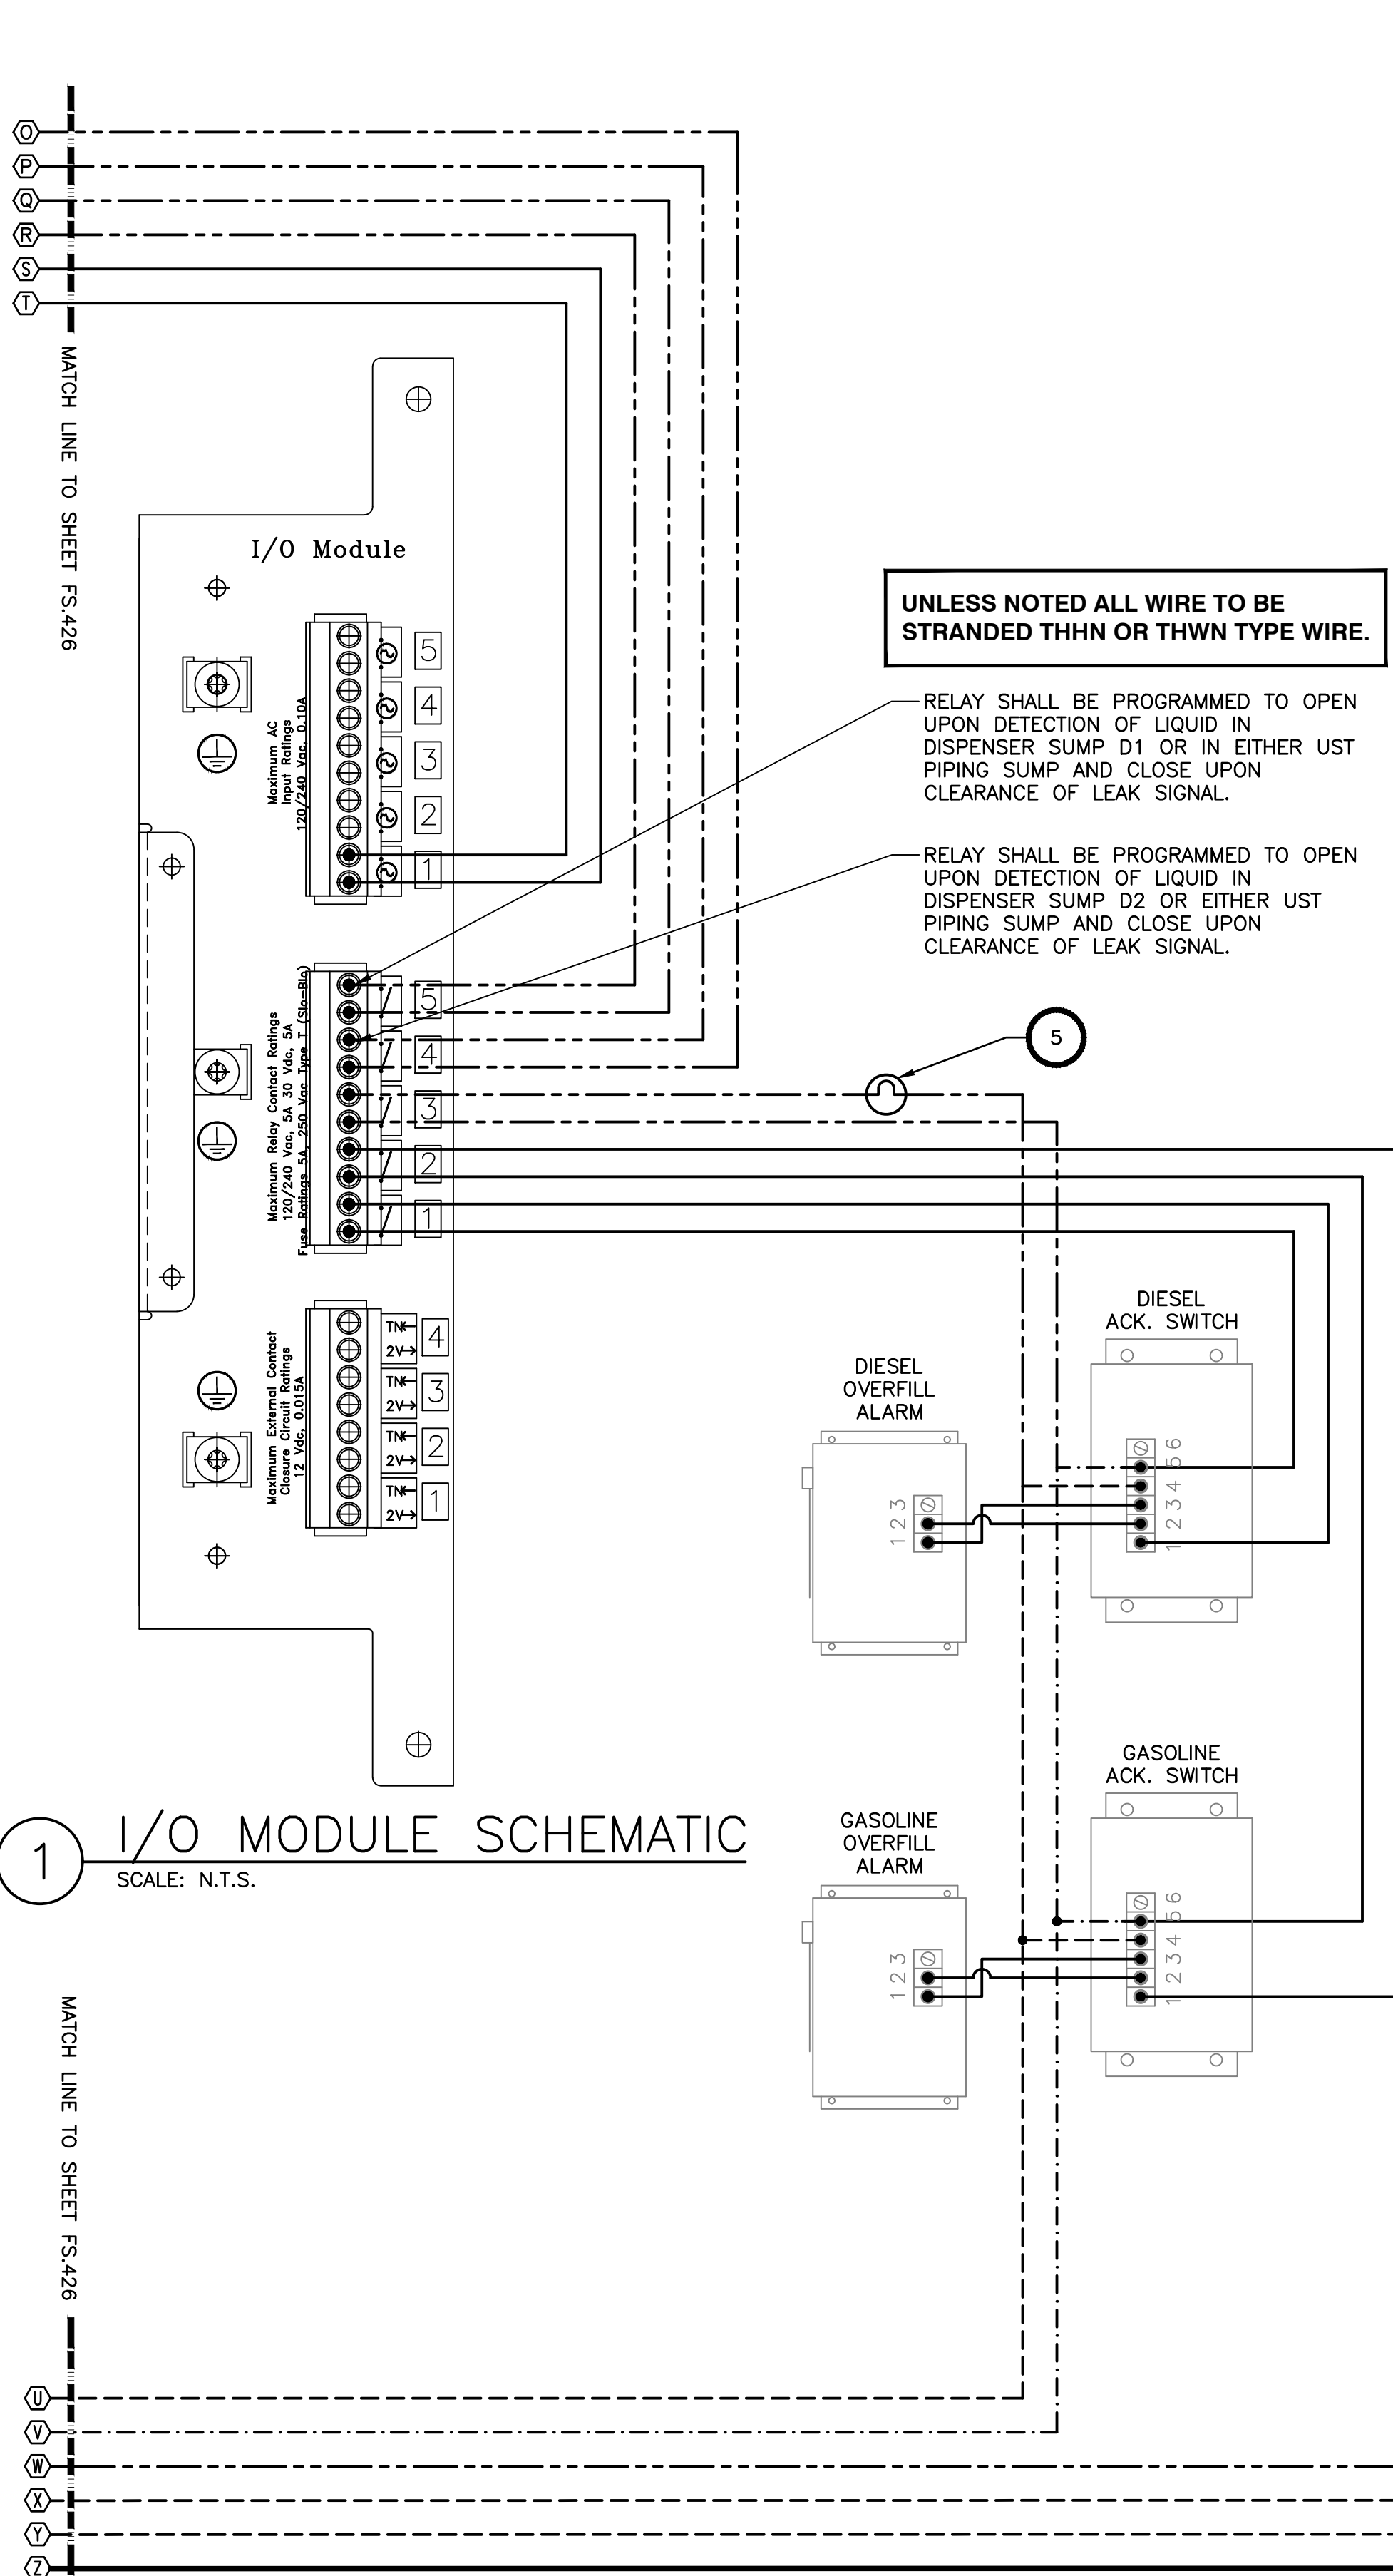 O
P
Q
R
S
T
MATCH LINE TO SHEET FS.426
I/O Module
Maximum AC
Input Ratings
120/240 Vac, 0.10A
5
4
3
2
1
UNLESS NOTED ALL WIRE TO BE
STRANDED THHN OR THWN TYPE WIRE.
RELAY SHALL BE PROGRAMMED TO OPEN
UPON DETECTION OF LIQUID IN
DISPENSER SUMP D1 OR IN EITHER UST
PIPING SUMP AND CLOSE UPON
CLEARANCE OF LEAK SIGNAL.
RELAY SHALL BE PROGRAMMED TO OPEN
UPON DETECTION OF LIQUID IN
DISPENSER SUMP D2 OR EITHER UST
PIPING SUMP AND CLOSE UPON
CLEARANCE OF LEAK SIGNAL.
5
Maximum Relay Contact Ratings
120/240 Vac, 5A 30 Vdc, 5A
Fuse Ratings 5A, 250 Vac Type T (Slo-Blo)
5
4
3
2
1
Maximum External Contact
Closure Circuit Ratings
12 Vdc, 0.015A
TN
2V
4
TN
2V
3
TN
2V
2
TN
2V
1
DIESEL
OVERFILL
ALARM
1 2 3
DIESEL
ACK. SWITCH
1 2 3 4 5 6
GASOLINE
OVERFILL
ALARM
1 2 3
GASOLINE
ACK. SWITCH
1 2 3 4 5 6
1
I/O MODULE SCHEMATIC
SCALE: N.T.S.
MATCH LINE TO SHEET FS.426
U
V
W
X
Y
Z